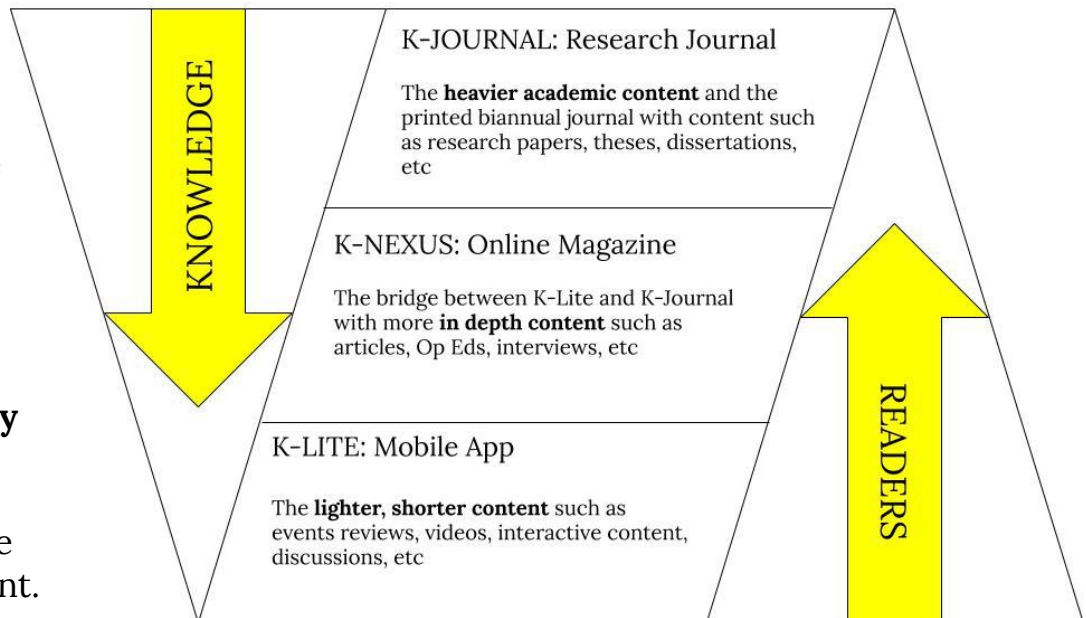 KNOWLEDGE
K-JOURNAL: Research Journal
The heavier academic content and the
printed biannual journal with content such
as research papers, theses, dissertations,
etc
K-NEXUS: Online Magazine
The bridge between K-Lite and K-Journal
with more in depth content such as
articles, Op Eds, interviews, etc
K-LITE: Mobile App
The lighter, shorter content such as
events reviews, videos, interactive content,
discussions, etc
READERS